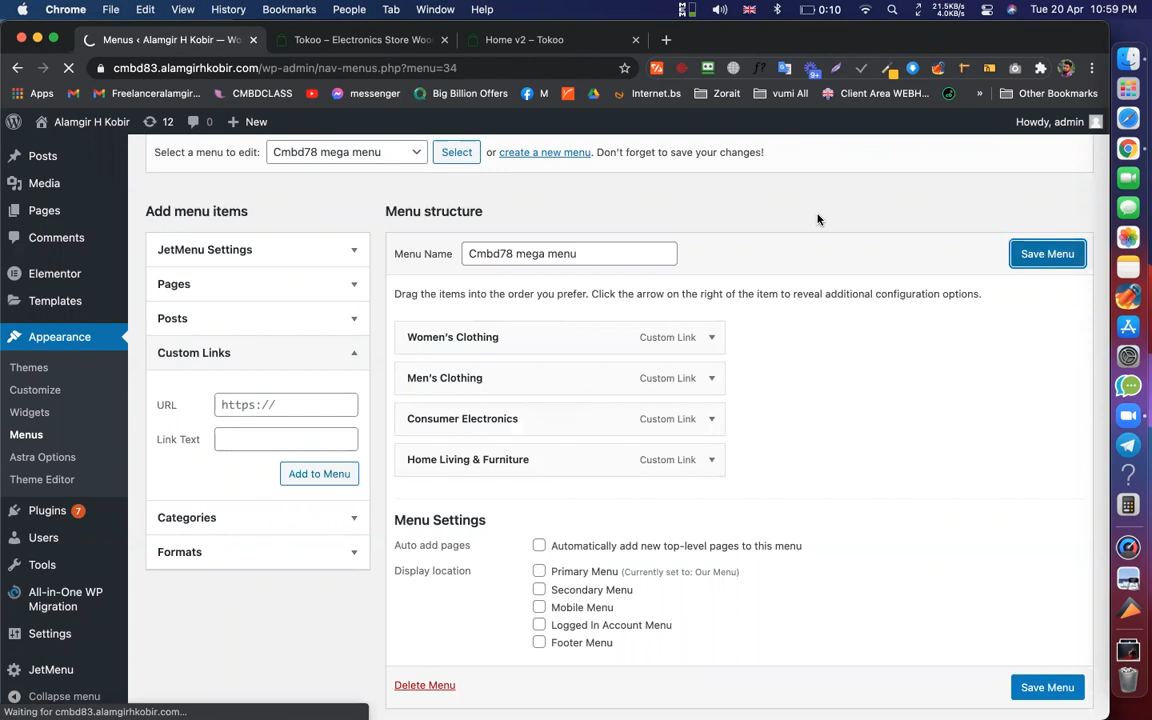 Chrome File Edit View History Bookmarks People Tab Window Help 0:10 21.5KB/s 4.0KB/s Tue 20 Apr 10:59 PM
Menus ‹ Alamgir H Kobir — Wo Tokoo – Electronics Store Woo Home v2 – Tokoo
cmbd83.alamgirhkobir.com/wp-admin/nav-menus.php?menu=34
f? 9+
Apps Freelanceralamgir... CMBDCLASS messenger Big Billion Offers M Internet.bs Zorait vumi All Client Area WEBH... » Other Bookmarks
Alamgir H Kobir 12 0 New Howdy, admin
Select a menu to edit: Cmbd78 mega menu Select or create a new menu. Don't forget to save your changes!
Posts
Media
Pages
Comments
Elementor
Templates
Appearance
Themes
Customize
Widgets
Menus
Astra Options
Theme Editor
Plugins 7
Users
Tools
All-in-One WP
Migration
Settings
JetMenu
Collapse menu
Waiting for cmbd83.alamgirhkobir.com...
Add menu items
JetMenu Settings
Pages
Posts
Custom Links
URL https://
Link Text
Add to Menu
Categories
Formats
Menu structure
Menu Name Cmbd78 mega menu Save Menu
Drag the items into the order you prefer. Click the arrow on the right of the item to reveal additional configuration options.
Women's Clothing Custom Link
Men's Clothing Custom Link
Consumer Electronics Custom Link
Home Living & Furniture Custom Link
Menu Settings
Auto add pages Automatically add new top-level pages to this menu
Display location Primary Menu (Currently set to: Our Menu)
Secondary Menu
Mobile Menu
Logged In Account Menu
Footer Menu
Delete Menu Save Menu